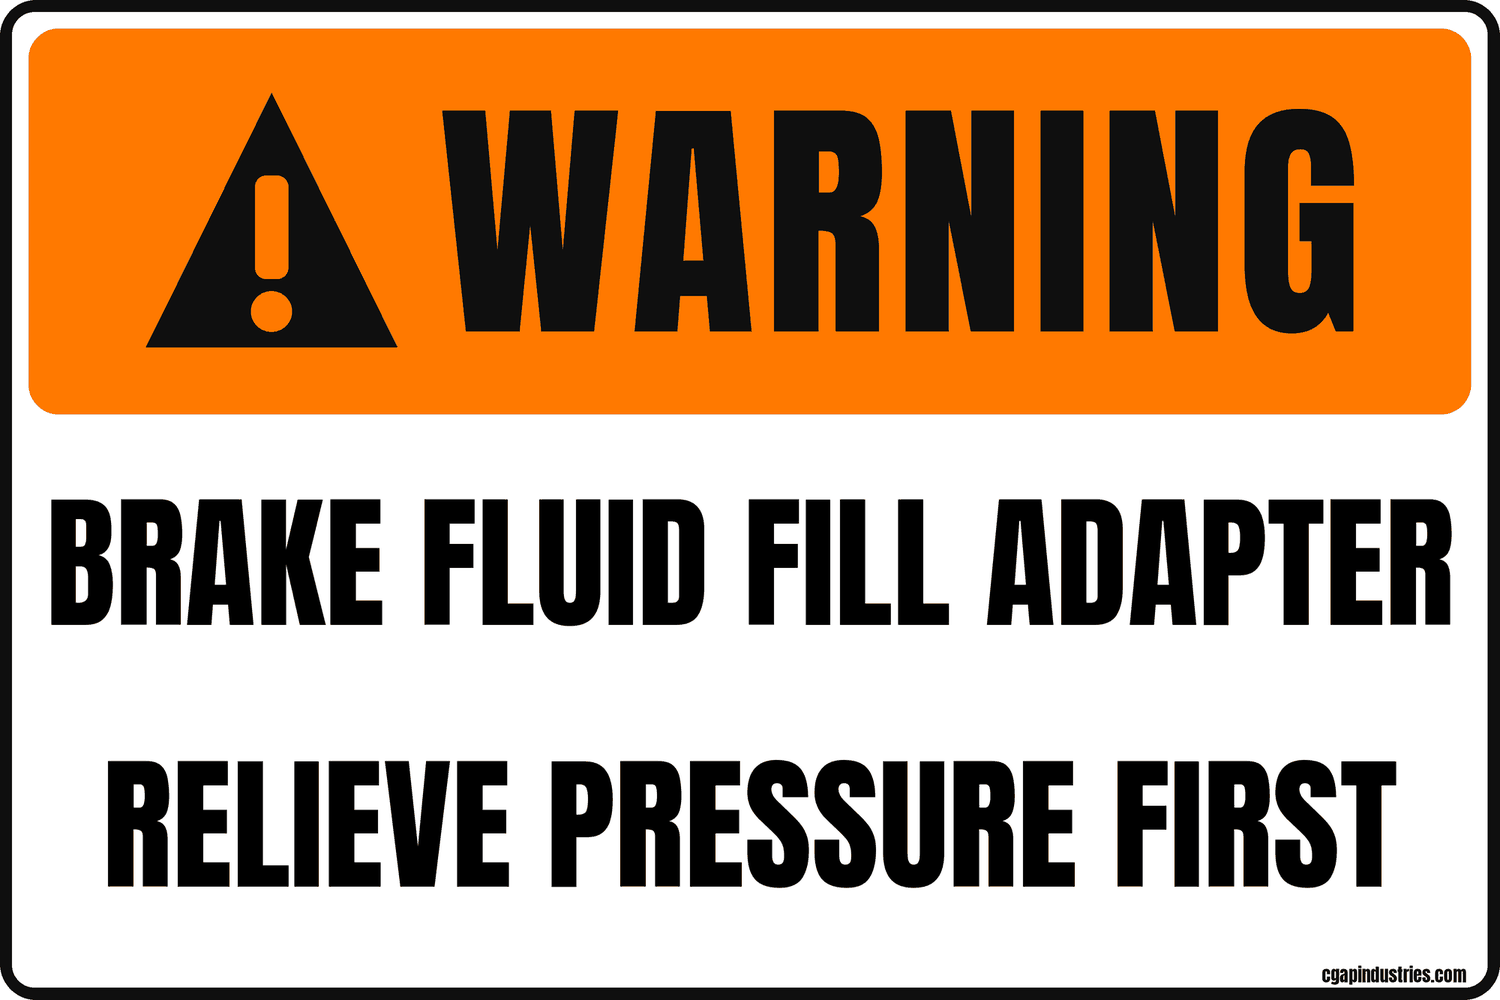 WARNING
BRAKE FLUID FILL ADAPTER
RELIEVE PRESSURE FIRST
cgapindustries.com